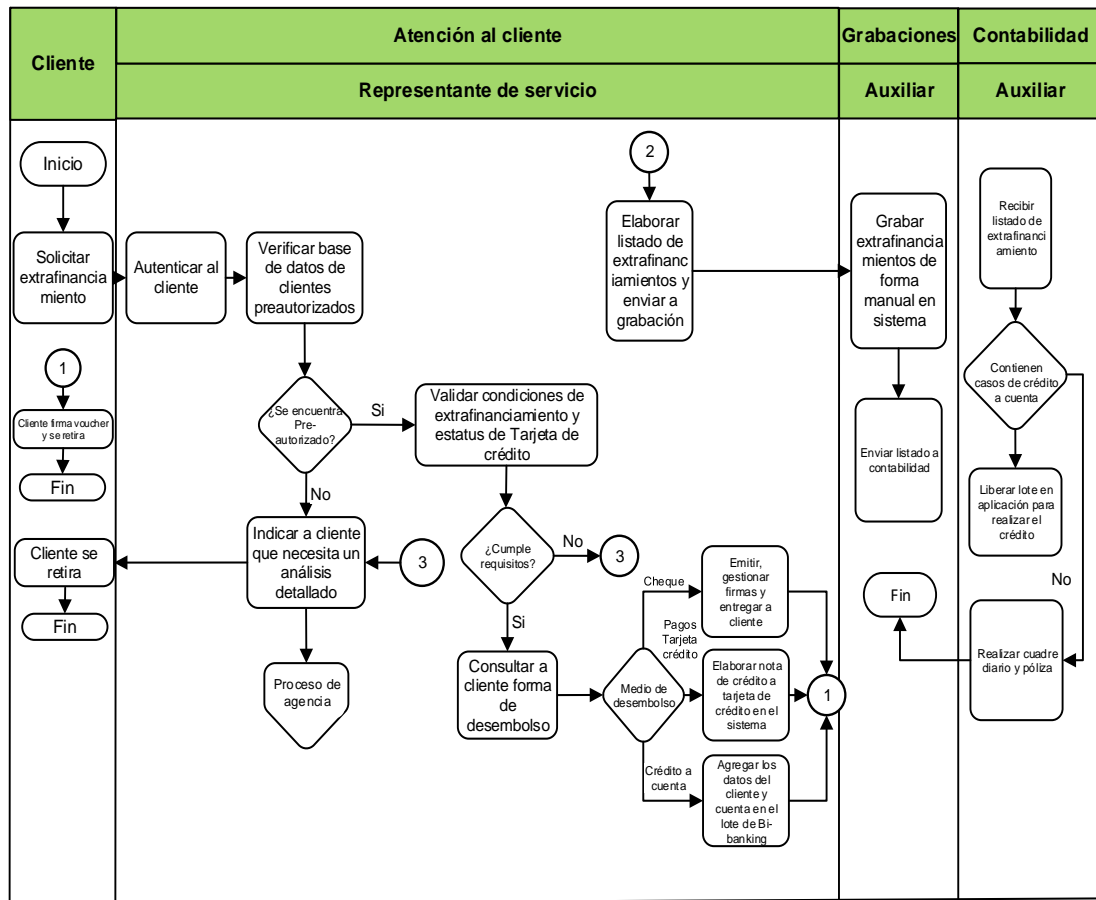 Cliente
Atención al cliente
Representante de servicio
Grabaciones
Auxiliar
Contabilidad
Auxiliar
Inicio
Solicitar
extrafinancia
miento
1
Cliente firma voucher
y se retira
Fin
Cliente se
retira
Fin
Autenticar al
cliente
Verificar base
de datos de
clientes
preautorizados
¿Se encuentra
Pre-
autorizado?
Si
No
Validar condiciones de
extrafinanciamiento y
estatus de Tarjeta de
crédito
Indicar a cliente
que necesita un
análisis
detallado
3
Proceso de
agencia
¿Cumple
requisitos?
No
3
Si
Consultar a
cliente forma
de
desembolso
Medio de
desembolso
Cheque
Emitir,
gestionar
firmas y
entregar a
cliente
Pagos
Tarjeta
crédito
Elaborar nota
de crédito a
tarjeta de
crédito en el
sistema
Crédito a
cuenta
Agregar los
datos del
cliente y
cuenta en el
lote de Bi-
banking
1
2
Elaborar
listado de
extrafinanc
iamientos y
enviar a
grabación
Grabar
extrafinancia
mientos de
forma
manual en
sistema
Enviar listado a
contabilidad
Fin
Recibir
listado de
extrafinanci
amiento
Contienen
casos de crédito
a cuenta
Liberar lote en
aplicación para
realizar el
crédito
No
Realizar cuadre
diario y póliza